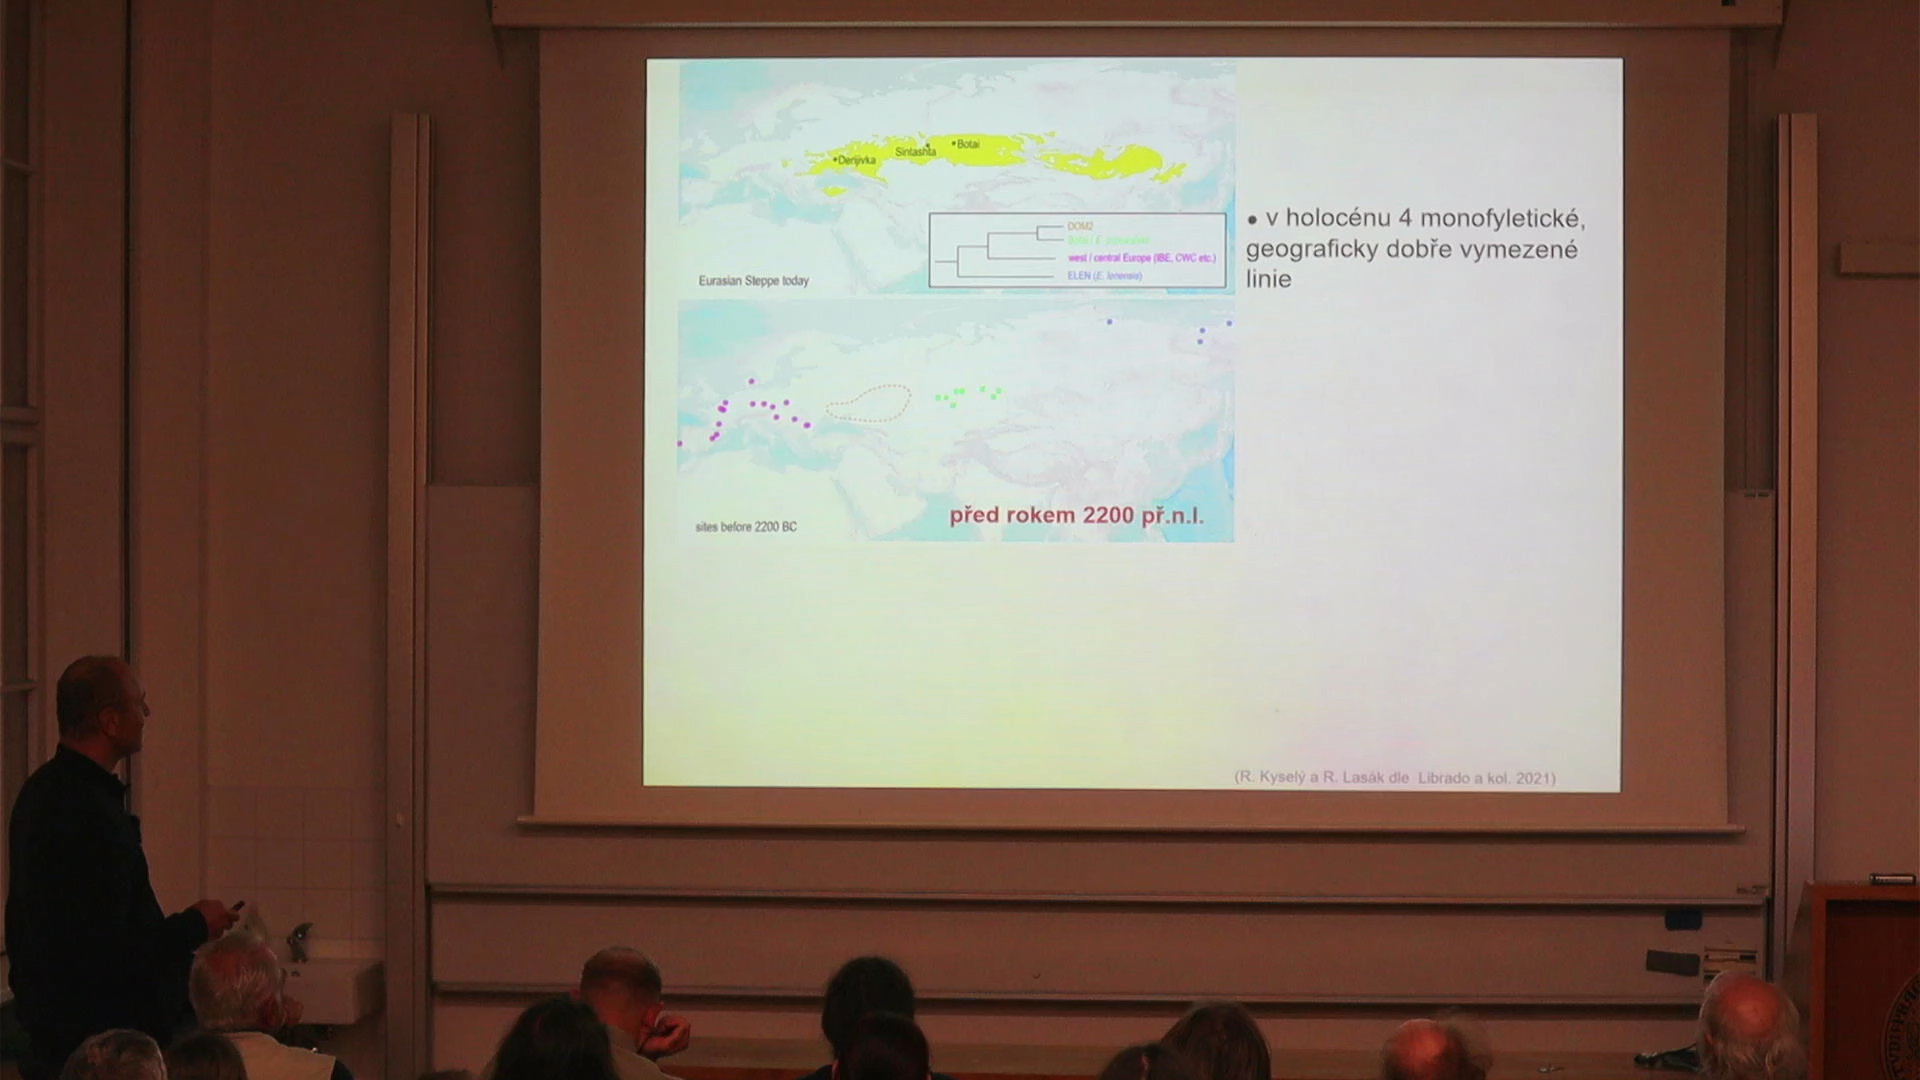 Derijivka
Sintashta
Botai
DOM2
west / central Europe (IBE, CWC etc.)
ELEN (E. lenensis)
Eurasian Steppe today
• v holocénu 4 monofyletické,
geograficky dobře vymezené
linie
před rokem 2200 př.n.l.
sites before 2200 BC
(R. Kyselý a R. Lasák dle Librado a kol. 2021)